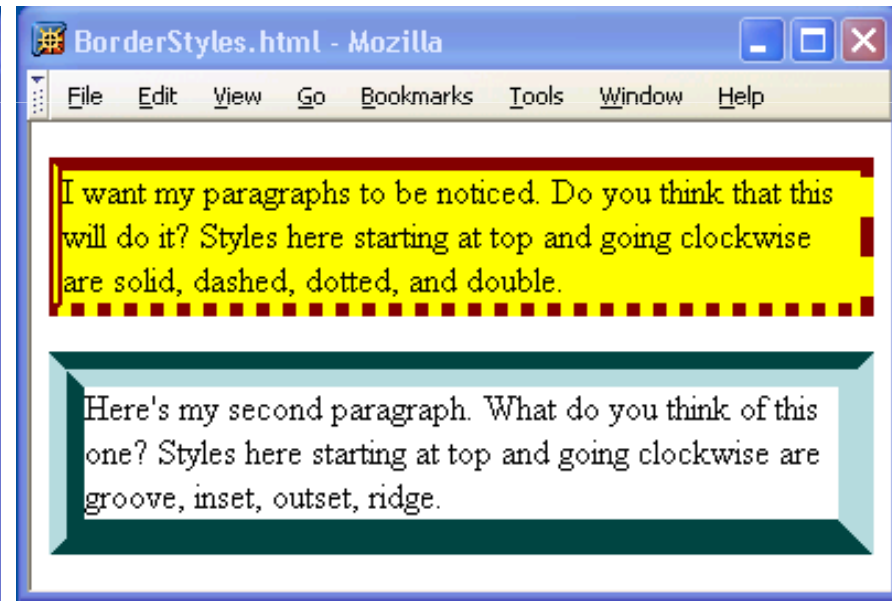 BorderStyles.html - Mozilla
File Edit View Go Bookmarks Tools Window Help
I want my paragraphs to be noticed. Do you think that this
will do it? Styles here starting at top and going clockwise
are solid, dashed, dotted, and double.
Here's my second paragraph. What do you think of this
one? Styles here starting at top and going clockwise are
groove, inset, outset, ridge.